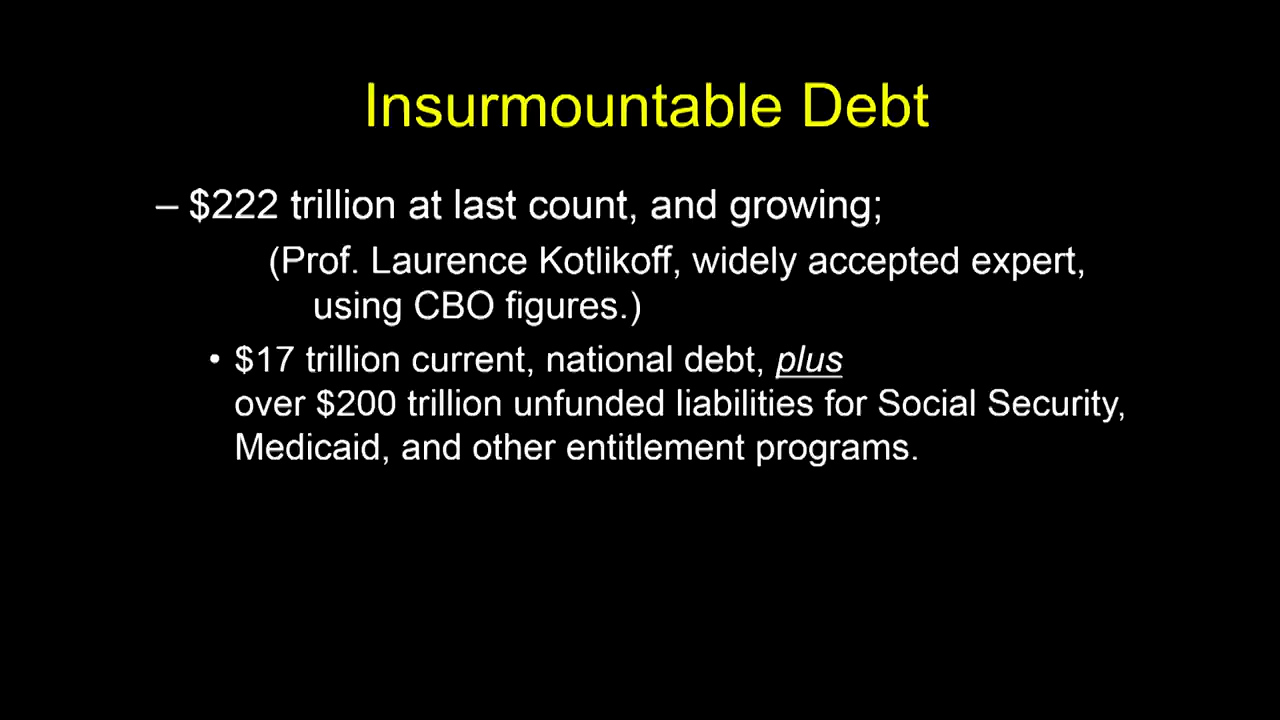 Insurmountable Debt
– $222 trillion at last count, and growing;
(Prof. Laurence Kotlikoff, widely accepted expert,
using CBO figures.)
• $17 trillion current, national debt, plus
over $200 trillion unfunded liabilities for Social Security,
Medicaid, and other entitlement programs.